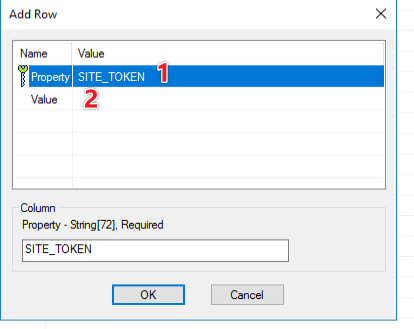 Add Row
Name Value
Property SITE_TOKEN 1
Value 2
Column
Property - String[72], Required
SITE_TOKEN
OK Cancel